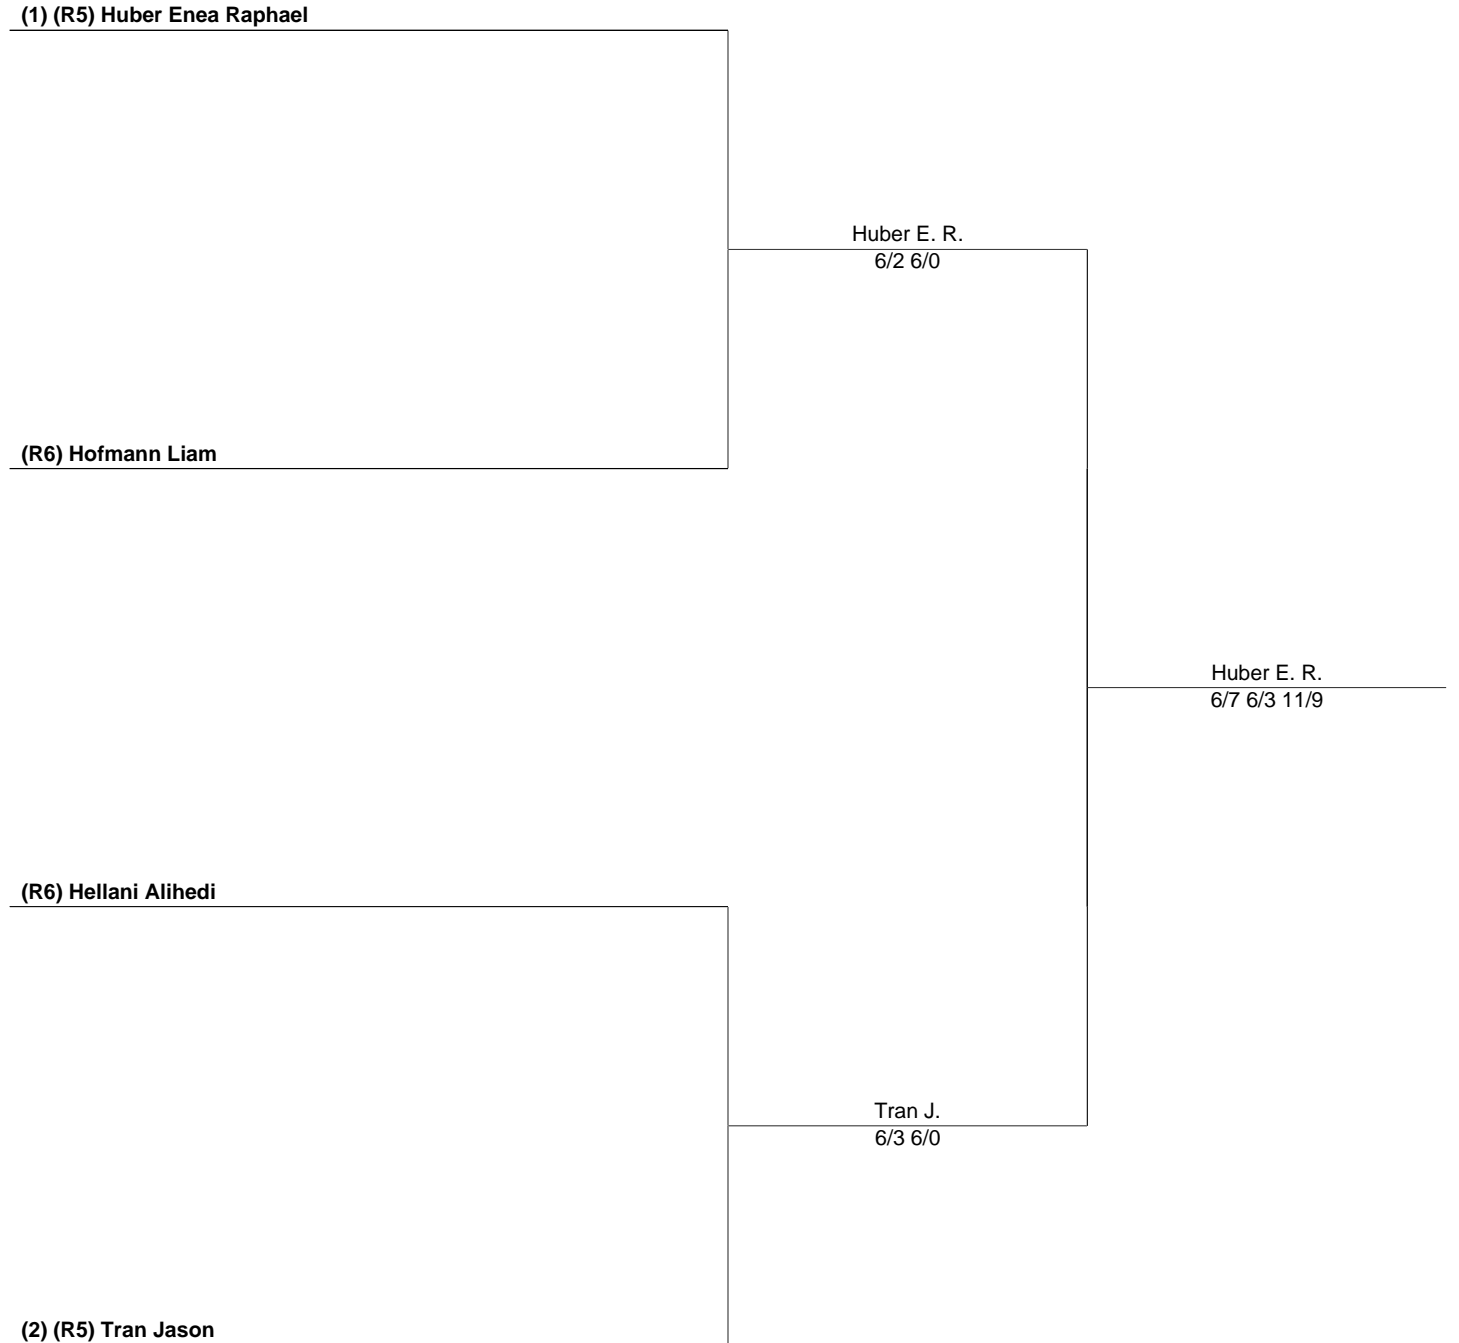 (1) (R5) Huber Enea Raphael
Huber E. R.
6/2 6/0
(R6) Hofmann Liam
Huber E. R.
6/7 6/3 11/9
(R6) Hellani Alihedi
Tran J.
6/3 6/0
(2) (R5) Tran Jason